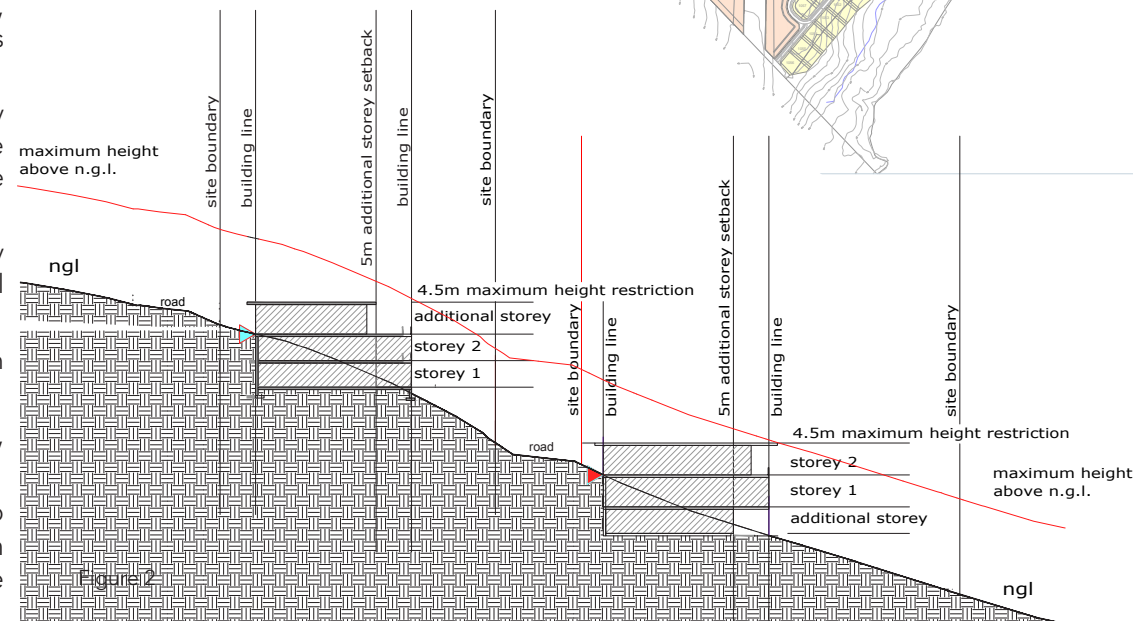 site boundary
building line
5m additional storey setback
building line
site boundary
maximum height
above n.g.l.
ngl
road
4.5m maximum height restriction
additional storey
storey 2
storey 1
site boundary
building line
5m additional storey setback
building line
site boundary
road
4.5m maximum height restriction
storey 2
storey 1
additional storey
maximum height
above n.g.l.
ngl
Figure 2